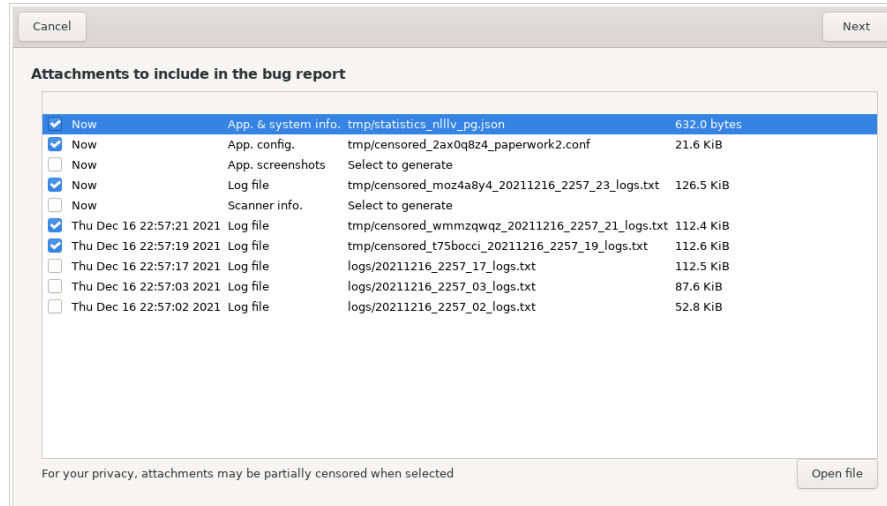 Cancel
Next
Attachments to include in the bug report
Now App. & system info. tmp/statistics_nlllv_pg.json 632.0 bytes
Now App. config. tmp/censored_2ax0q8z4_paperwork2.conf 21.6 KiB
Now App. screenshots Select to generate
Now Log file tmp/censored_moz4a8y4_20211216_2257_23_logs.txt 126.5 KiB
Now Scanner info. Select to generate
Thu Dec 16 22:57:21 2021 Log file tmp/censored_wmmzqwqz_20211216_2257_21_logs.txt 112.4 KiB
Thu Dec 16 22:57:19 2021 Log file tmp/censored_t75bocci_20211216_2257_19_logs.txt 112.6 KiB
Thu Dec 16 22:57:17 2021 Log file logs/20211216_2257_17_logs.txt 112.5 KiB
Thu Dec 16 22:57:03 2021 Log file logs/20211216_2257_03_logs.txt 87.6 KiB
Thu Dec 16 22:57:02 2021 Log file logs/20211216_2257_02_logs.txt 52.8 KiB
For your privacy, attachments may be partially censored when selected
Open file